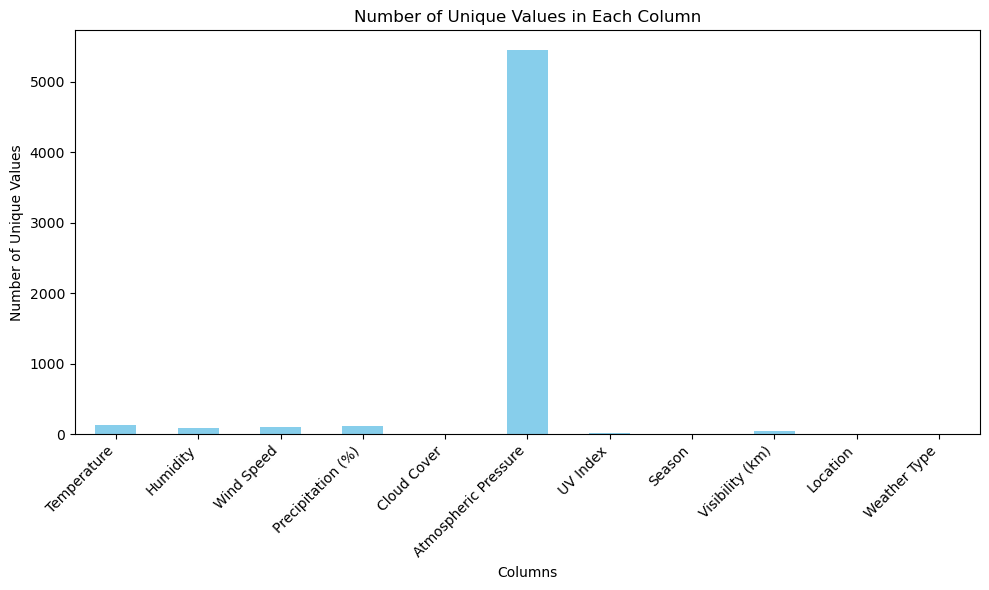 Number of Unique Values in Each Column
Number of Unique Values
5000
4000
3000
2000
1000
0
Temperature
Humidity
Wind Speed
Precipitation (%)
Cloud Cover
Atmospheric Pressure
UV Index
Season
Visibility (km)
Location
Weather Type
Columns